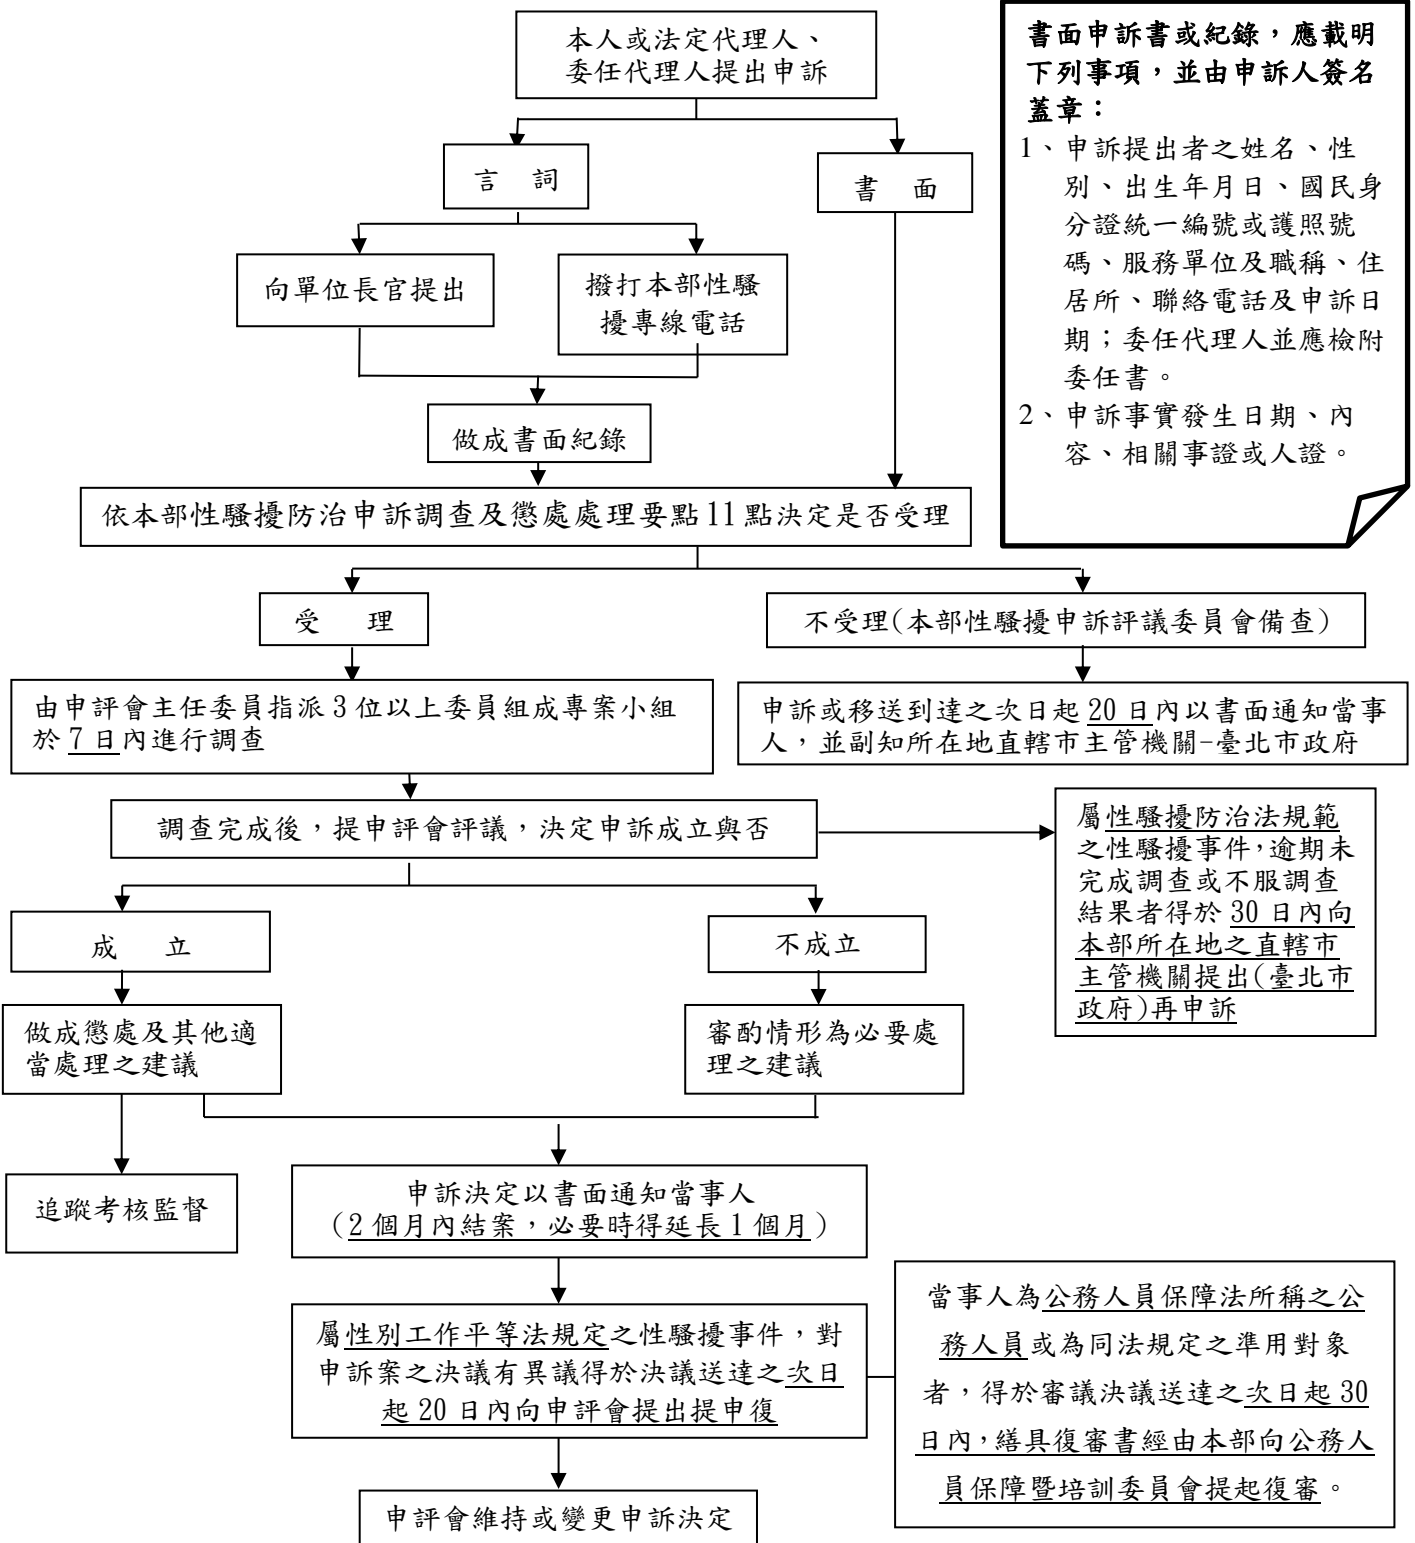 本人或法定代理人、
委任代理人提出申訴
書面申訴書或紀錄，應載明
下列事項，並由申訴人簽名
蓋章：
1、申訴提出者之姓名、性
別、出生年月日、國民身
分證統一編號或護照號
碼、服務單位及職稱、住
居所、聯絡電話及申訴日
期；委任代理人並應檢附
委任書。
2、申訴事實發生日期、內
容、相關事證或人證。
言　詞
書　面
向單位長官提出
撥打本部性騷
擾專線電話
做成書面紀錄
依本部性騷擾防治申訴調查及懲處處理要點11點決定是否受理
受　理
不受理(本部性騷擾申訴評議委員會備查)
由申評會主任委員指派3位以上委員組成專案小組
於7日內進行調查
申訴或移送到達之次日起20日內以書面通知當事
人，並副知所在地直轄市主管機關-臺北市政府
調查完成後，提申評會評議，決定申訴成立與否
屬性騷擾防治法規範
之性騷擾事件，逾期未
完成調查或不服調查
結果者得於30日內向
本部所在地之直轄市
主管機關提出(臺北市
政府)再申訴
成　立
不成立
做成懲處及其他適
當處理之建議
審酌情形為必要處
理之建議
追蹤考核監督
申訴決定以書面通知當事人
（2個月內結案，必要時得延長1個月）
屬性別工作平等法規定之性騷擾事件，對
申訴案之決議有異議得於決議送達之次日
起20日內向申評會提出提申復
當事人為公務人員保障法所稱之公
務人員或為同法規定之準用對象
者，得於審議決議送達之次日起30
日內，繕具復審書經由本部向公務人
員保障暨培訓委員會提起復審。
申評會維持或變更申訴決定